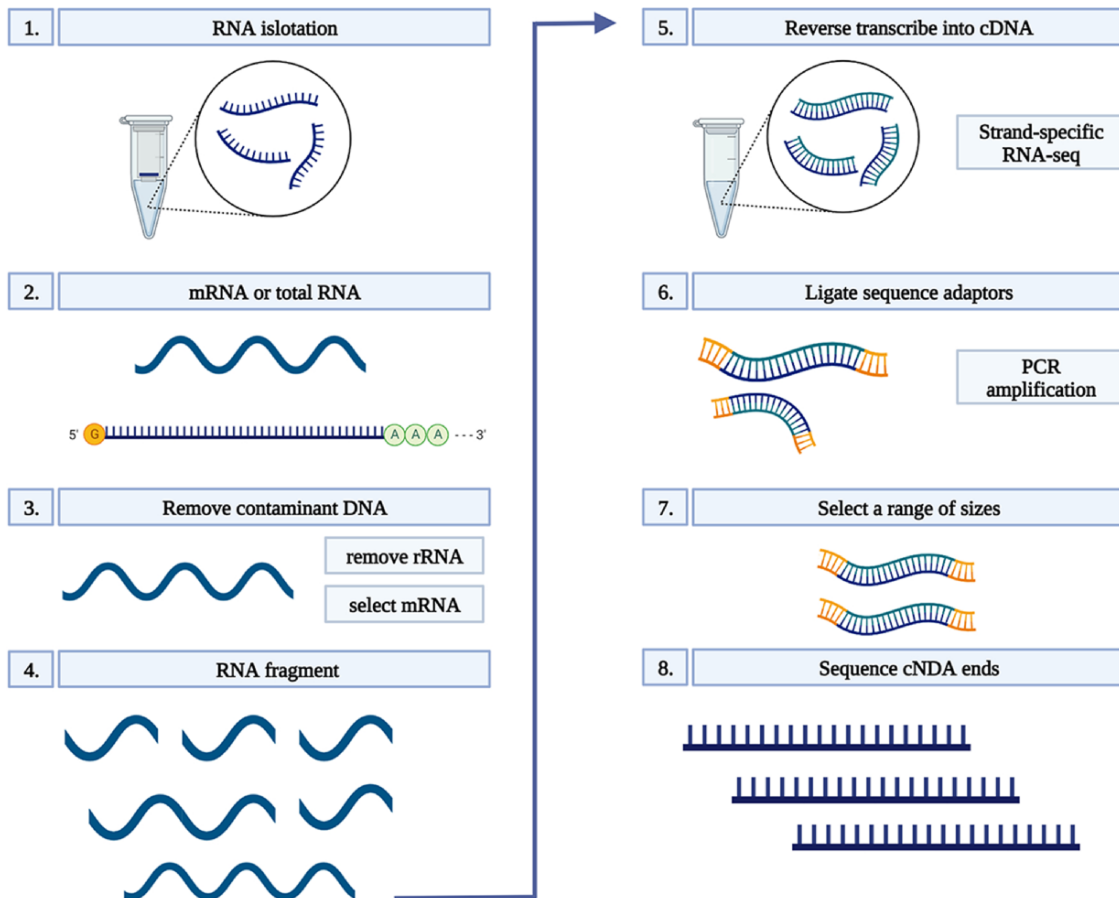 1. RNA islotation
2. mRNA or total RNA
5' G A A A ---3'
3. Remove contaminant DNA
remove rRNA
select mRNA
4. RNA fragment
5. Reverse transcribe into cDNA
Strand-specific
RNA-seq
6. Ligate sequence adaptors
PCR
amplification
7. Select a range of sizes
8. Sequence cNDA ends